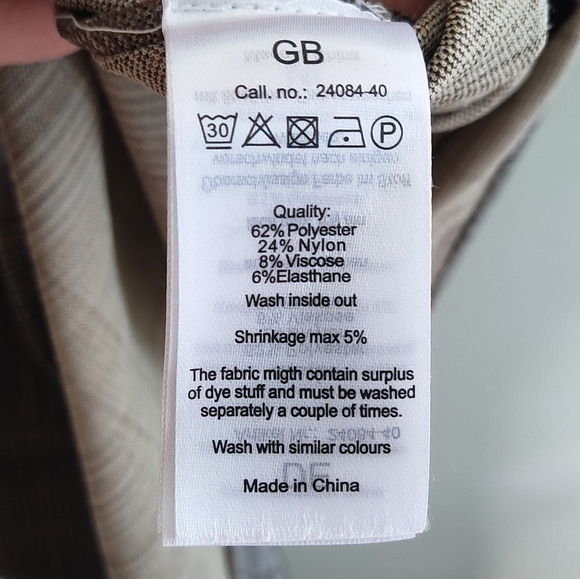 GB
Call. no.: 24084-40
30 P
Quality:
62% Polyester
24% Nylon
8% Viscose
6%Elasthane
Wash inside out
Shrinkage max 5%
The fabric migth contain surplus
of dye stuff and must be washed
separately a couple of times.
Wash with similar colours
Made in China